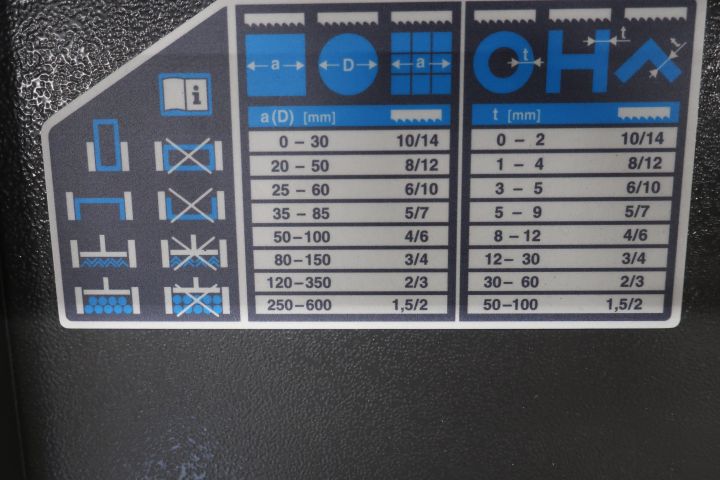 i
a D a
t t t
a(D) [mm]
0 – 30 10/14
20 – 50 8/12
25 – 60 6/10
35 – 85 5/7
50–100 4/6
80–150 3/4
120–350 2/3
250–600 1,5/2
t [mm]
0 – 2 10/14
1 – 4 8/12
3 – 5 6/10
5 – 9 5/7
8 – 12 4/6
12– 30 3/4
30– 60 2/3
50–100 1,5/2